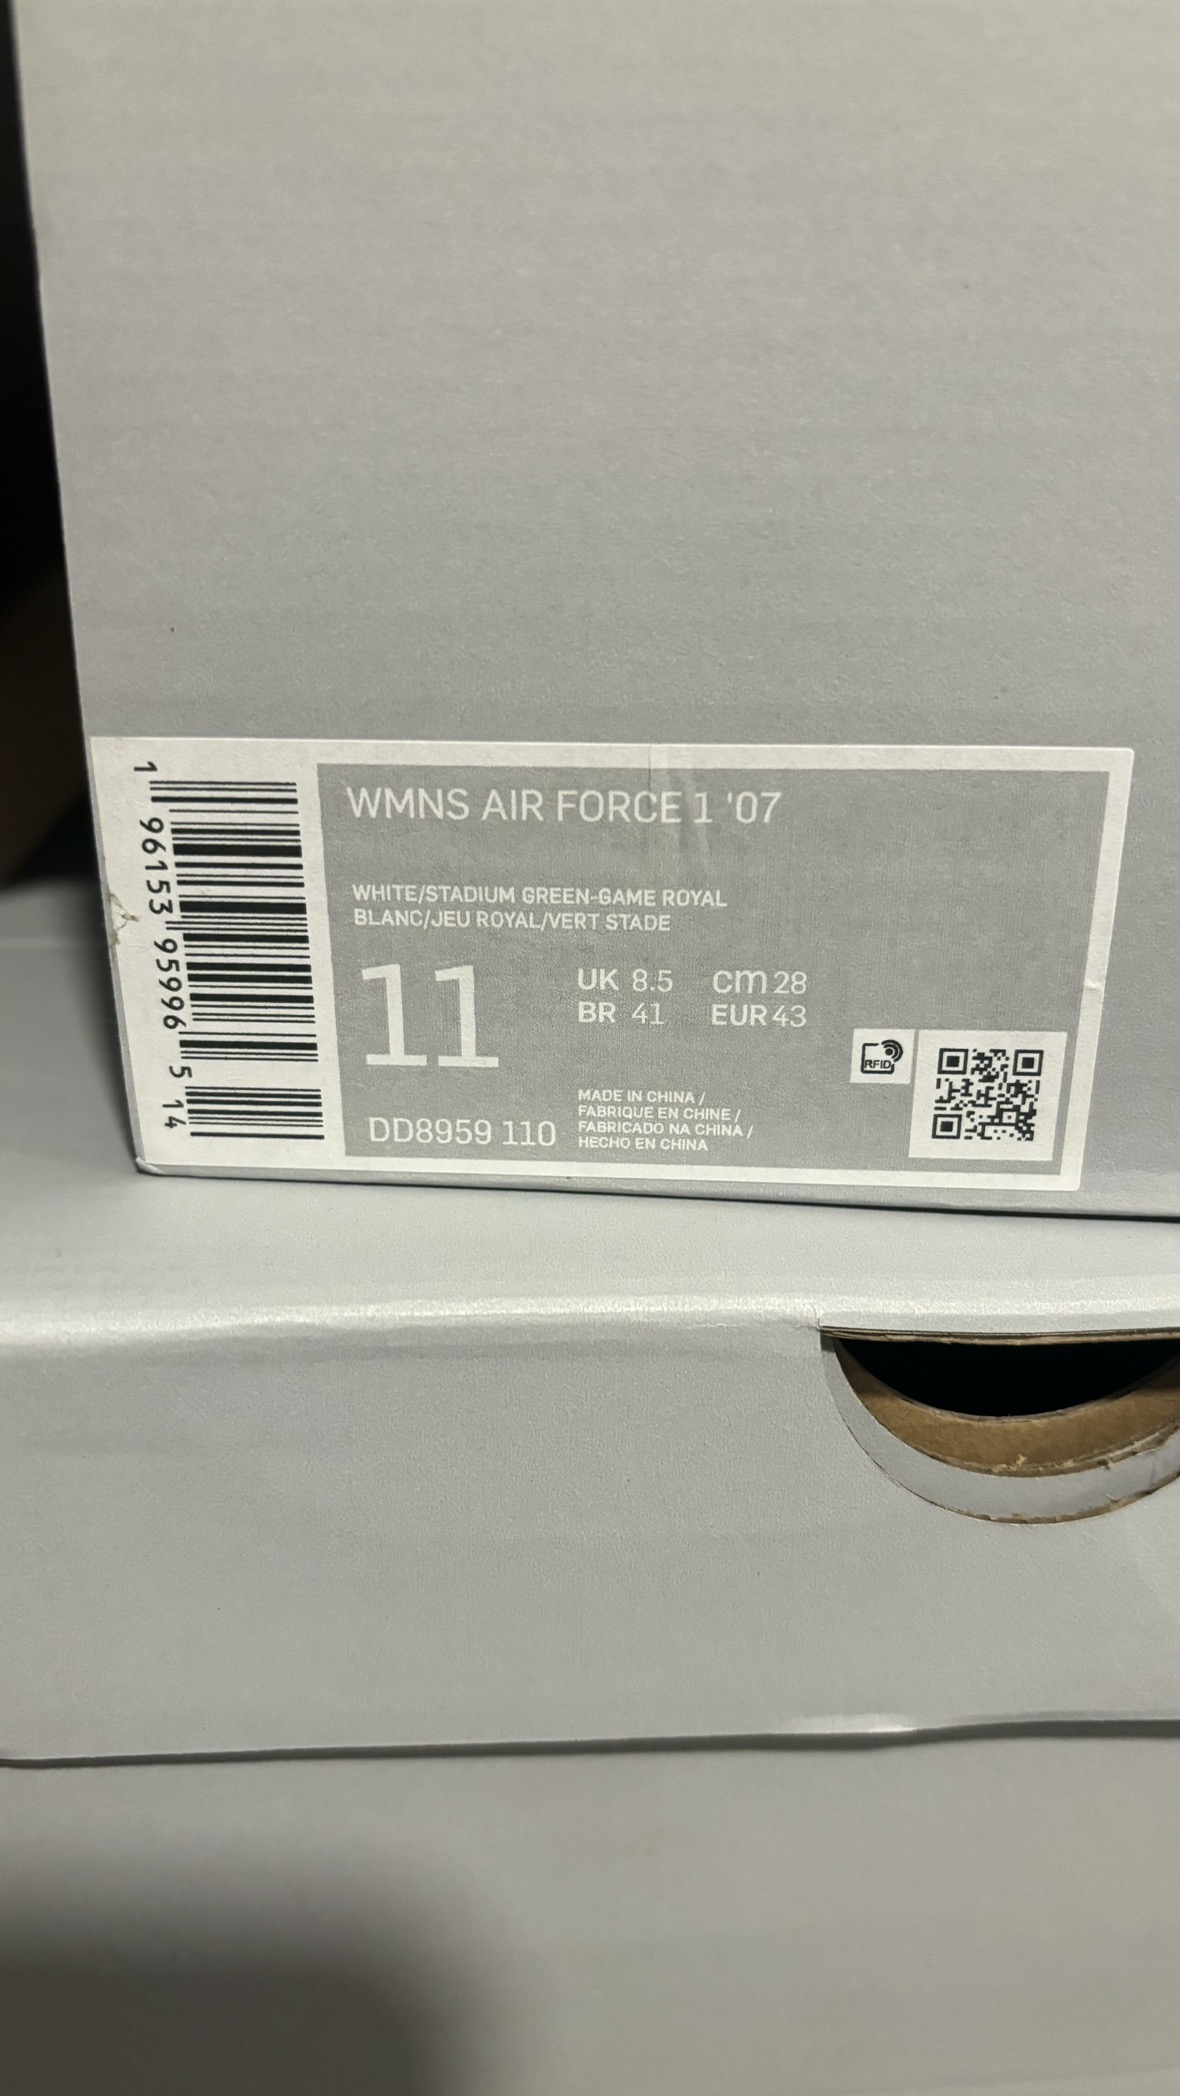 WMNS AIR FORCE 1 '07
WHITE/STADIUM GREEN-GAME ROYAL
BLANC/JEU ROYAL/VERT STADE
11
UK 8.5 cm 28
BR 41 EUR 43
RFID
MADE IN CHINA /
FABRIQUE EN CHINE /
FABRICADO NA CHINA /
HECHO EN CHINA
DD8959 110
1 96153 95996 5 14